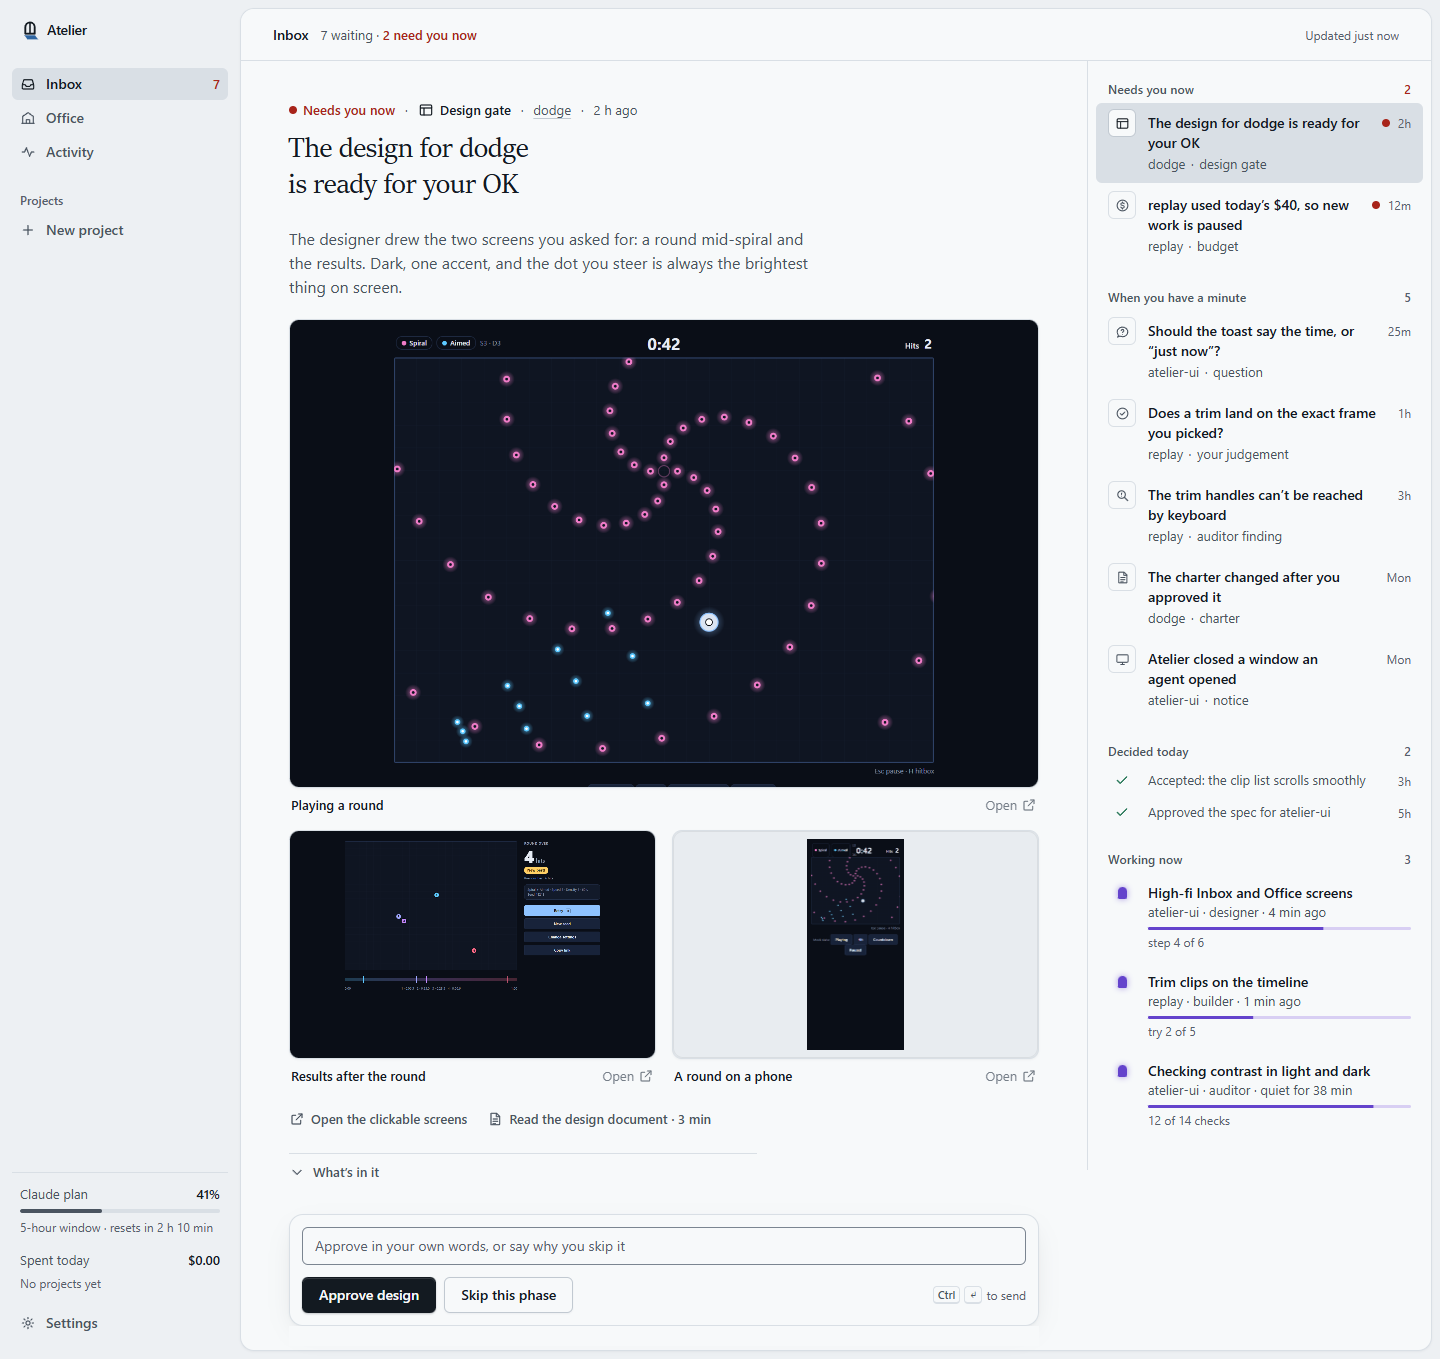 Atelier
Inbox 7
Office
Activity
Projects
New project
Claude plan 41%
5-hour window · resets in 2 h 10 min
Spent today $0.00
No projects yet
Settings
Inbox 7 waiting · 2 need you now
Updated just now
Needs you now · Design gate · dodge · 2 h ago
The design for dodge
is ready for your OK
The designer drew the two screens you asked for: a round mid-spiral and
the results. Dark, one accent, and the dot you steer is always the brightest
thing on screen.
Spiral Aimed S3 · D3 0:42 Hits 2
Esc pause · H hitbox
Playing a round Open
4
0:42
Playing
Paused
Results after the round Open
A round on a phone Open
Open the clickable screens Read the design document · 3 min
What's in it
Approve in your own words, or say why you skip it
Approve design Skip this phase Ctrl ↵ to send
Needs you now 2
The design for dodge is ready for 2h
your OK
dodge · design gate
replay used today's $40, so new 12m
work is paused
replay · budget
When you have a minute 5
Should the toast say the time, or 25m
“just now”?
atelier-ui · question
Does a trim land on the exact frame 1h
you picked?
replay · your judgement
The trim handles can't be reached 3h
by keyboard
replay · auditor finding
The charter changed after you Mon
approved it
dodge · charter
Atelier closed a window an Mon
agent opened
atelier-ui · notice
Decided today 2
Accepted: the clip list scrolls smoothly 3h
Approved the spec for atelier-ui 5h
Working now 3
High-fi Inbox and Office screens
atelier-ui · designer · 4 min ago
step 4 of 6
Trim clips on the timeline
replay · builder · 1 min ago
try 2 of 5
Checking contrast in light and dark
atelier-ui · auditor · quiet for 38 min
12 of 14 checks